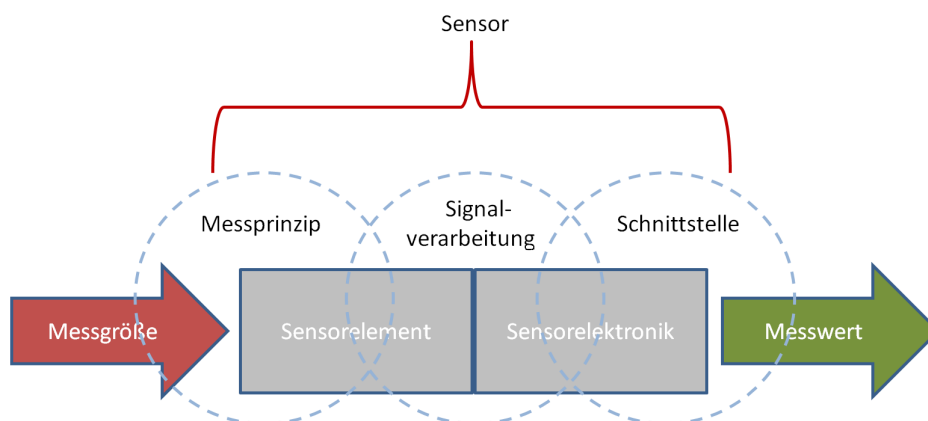 Sensor
Messprinzip
Signal-
verarbeitung
Schnittstelle
Messgröße
Sensorelement
Sensorelektronik
Messwert